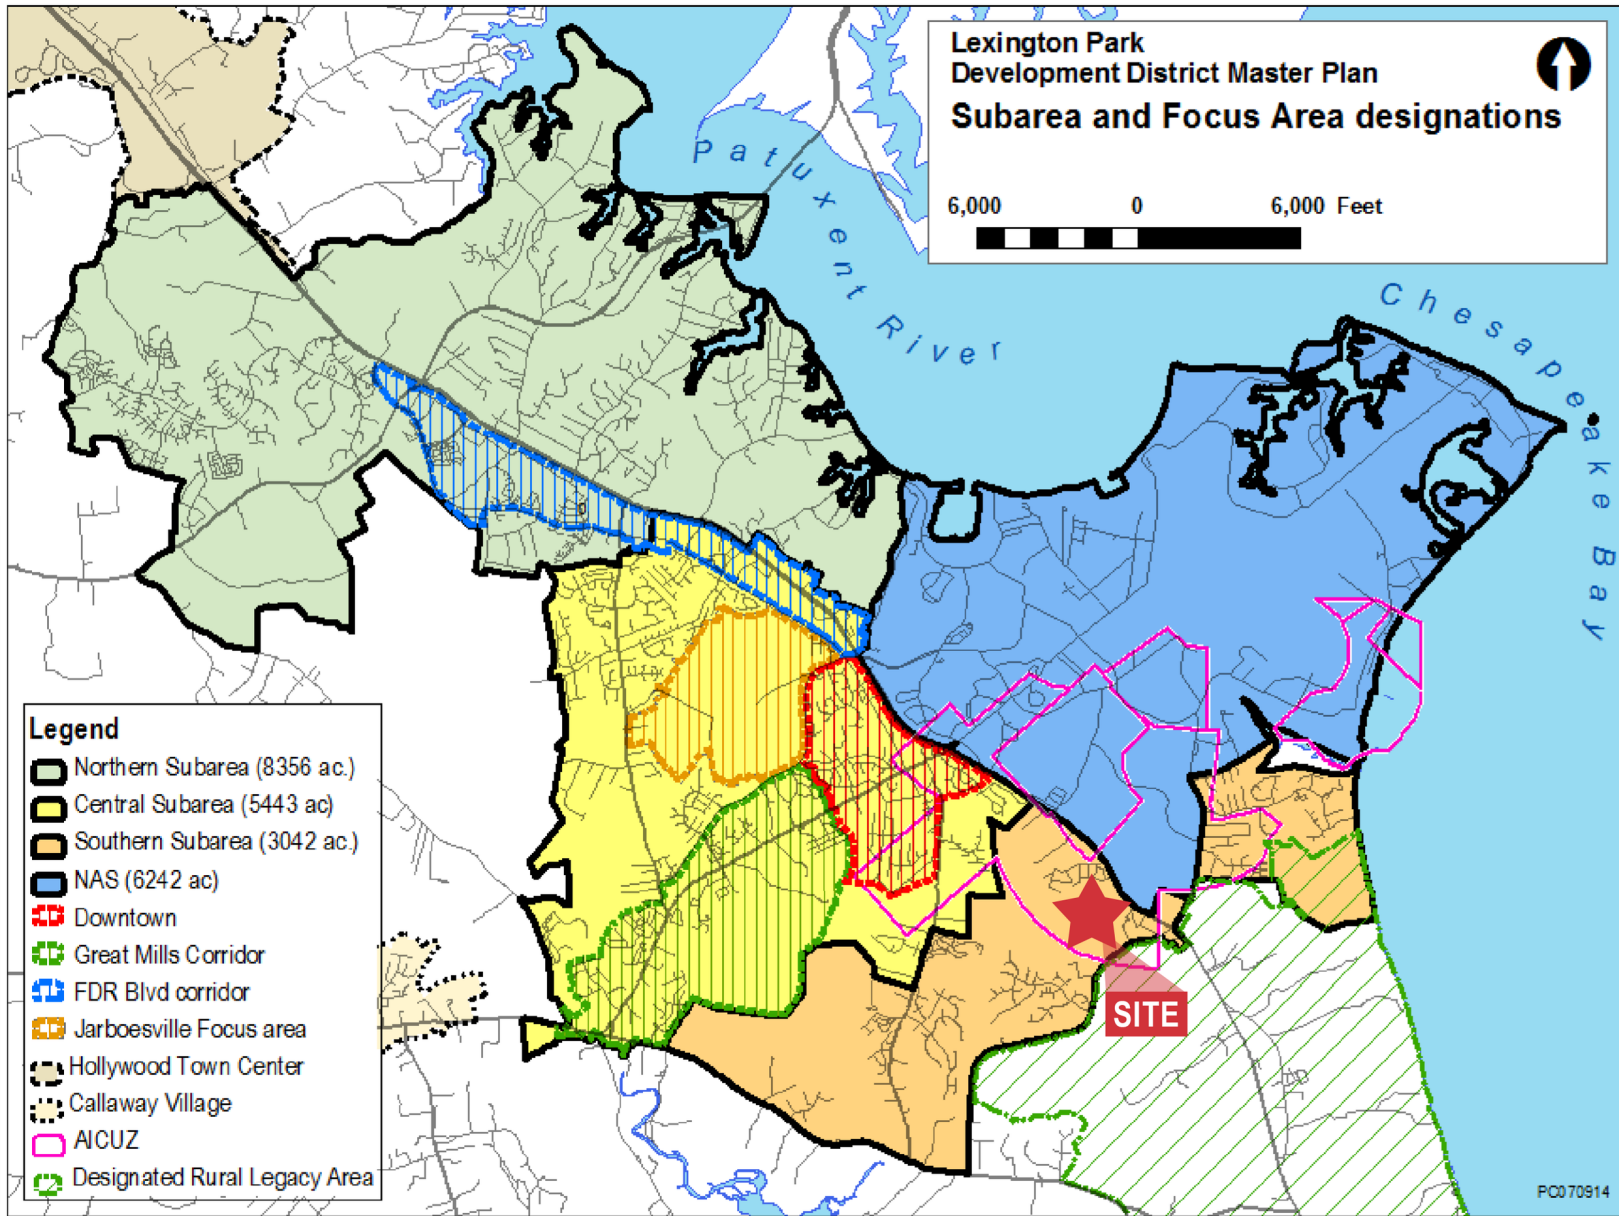 Lexington Park
Development District Master Plan
Subarea and Focus Area designations
6,000 0 6,000 Feet
Patuxent River
Chesapeake Bay
Legend
Northern Subarea (8356 ac.)
Central Subarea (5443 ac)
Southern Subarea (3042 ac.)
NAS (6242 ac)
Downtown
Great Mills Corridor
FDR Blvd corridor
Jarboesville Focus area
Hollywood Town Center
Callaway Village
AICUZ
Designated Rural Legacy Area
SITE
PC070914